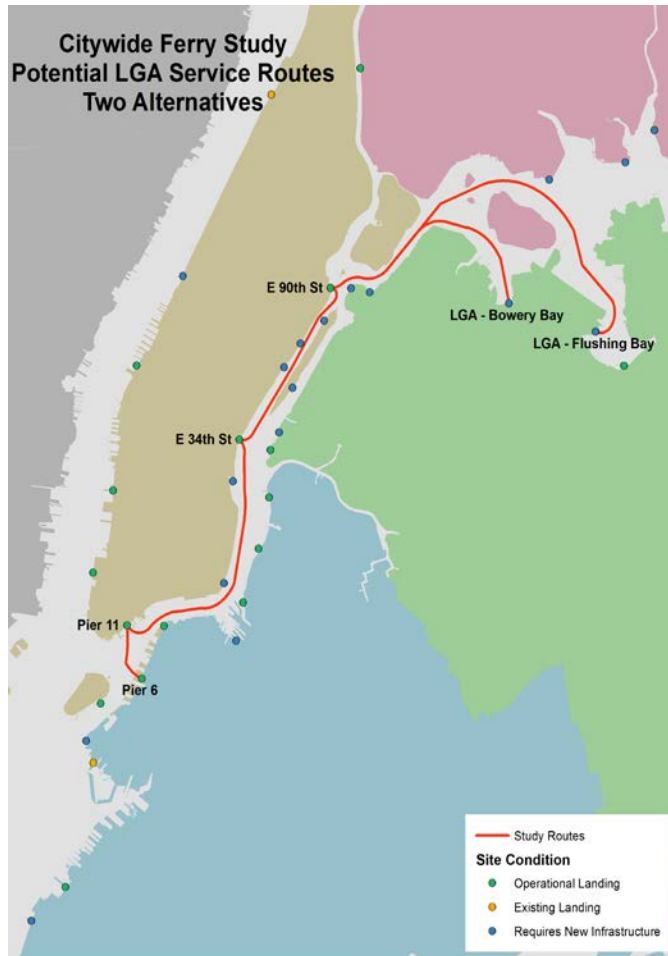 Citywide Ferry Study
Potential LGA Service Routes
Two Alternatives
E 90th St
LGA - Bowery Bay
LGA - Flushing Bay
E 34th St
Pier 11
Pier 6
Study Routes
Site Condition
Operational Landing
Existing Landing
Requires New Infrastructure